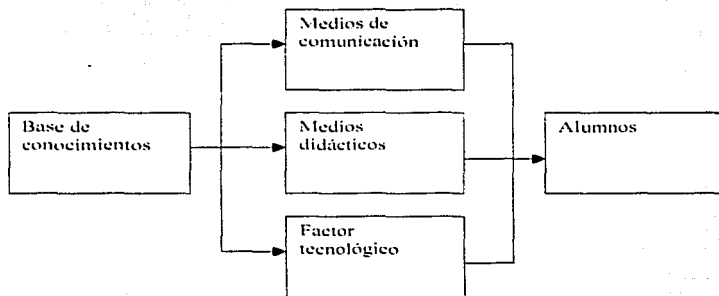 Medios de
comunicación
Base de
conocimientos
Medios
didácticos
Alumnos
Factor
tecnológico